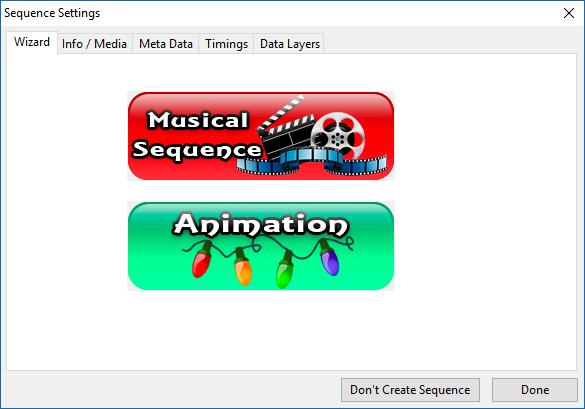 Sequence Settings
Wizard Info / Media Meta Data Timings Data Layers
Musical
Sequence
Animation
Don't Create Sequence Done